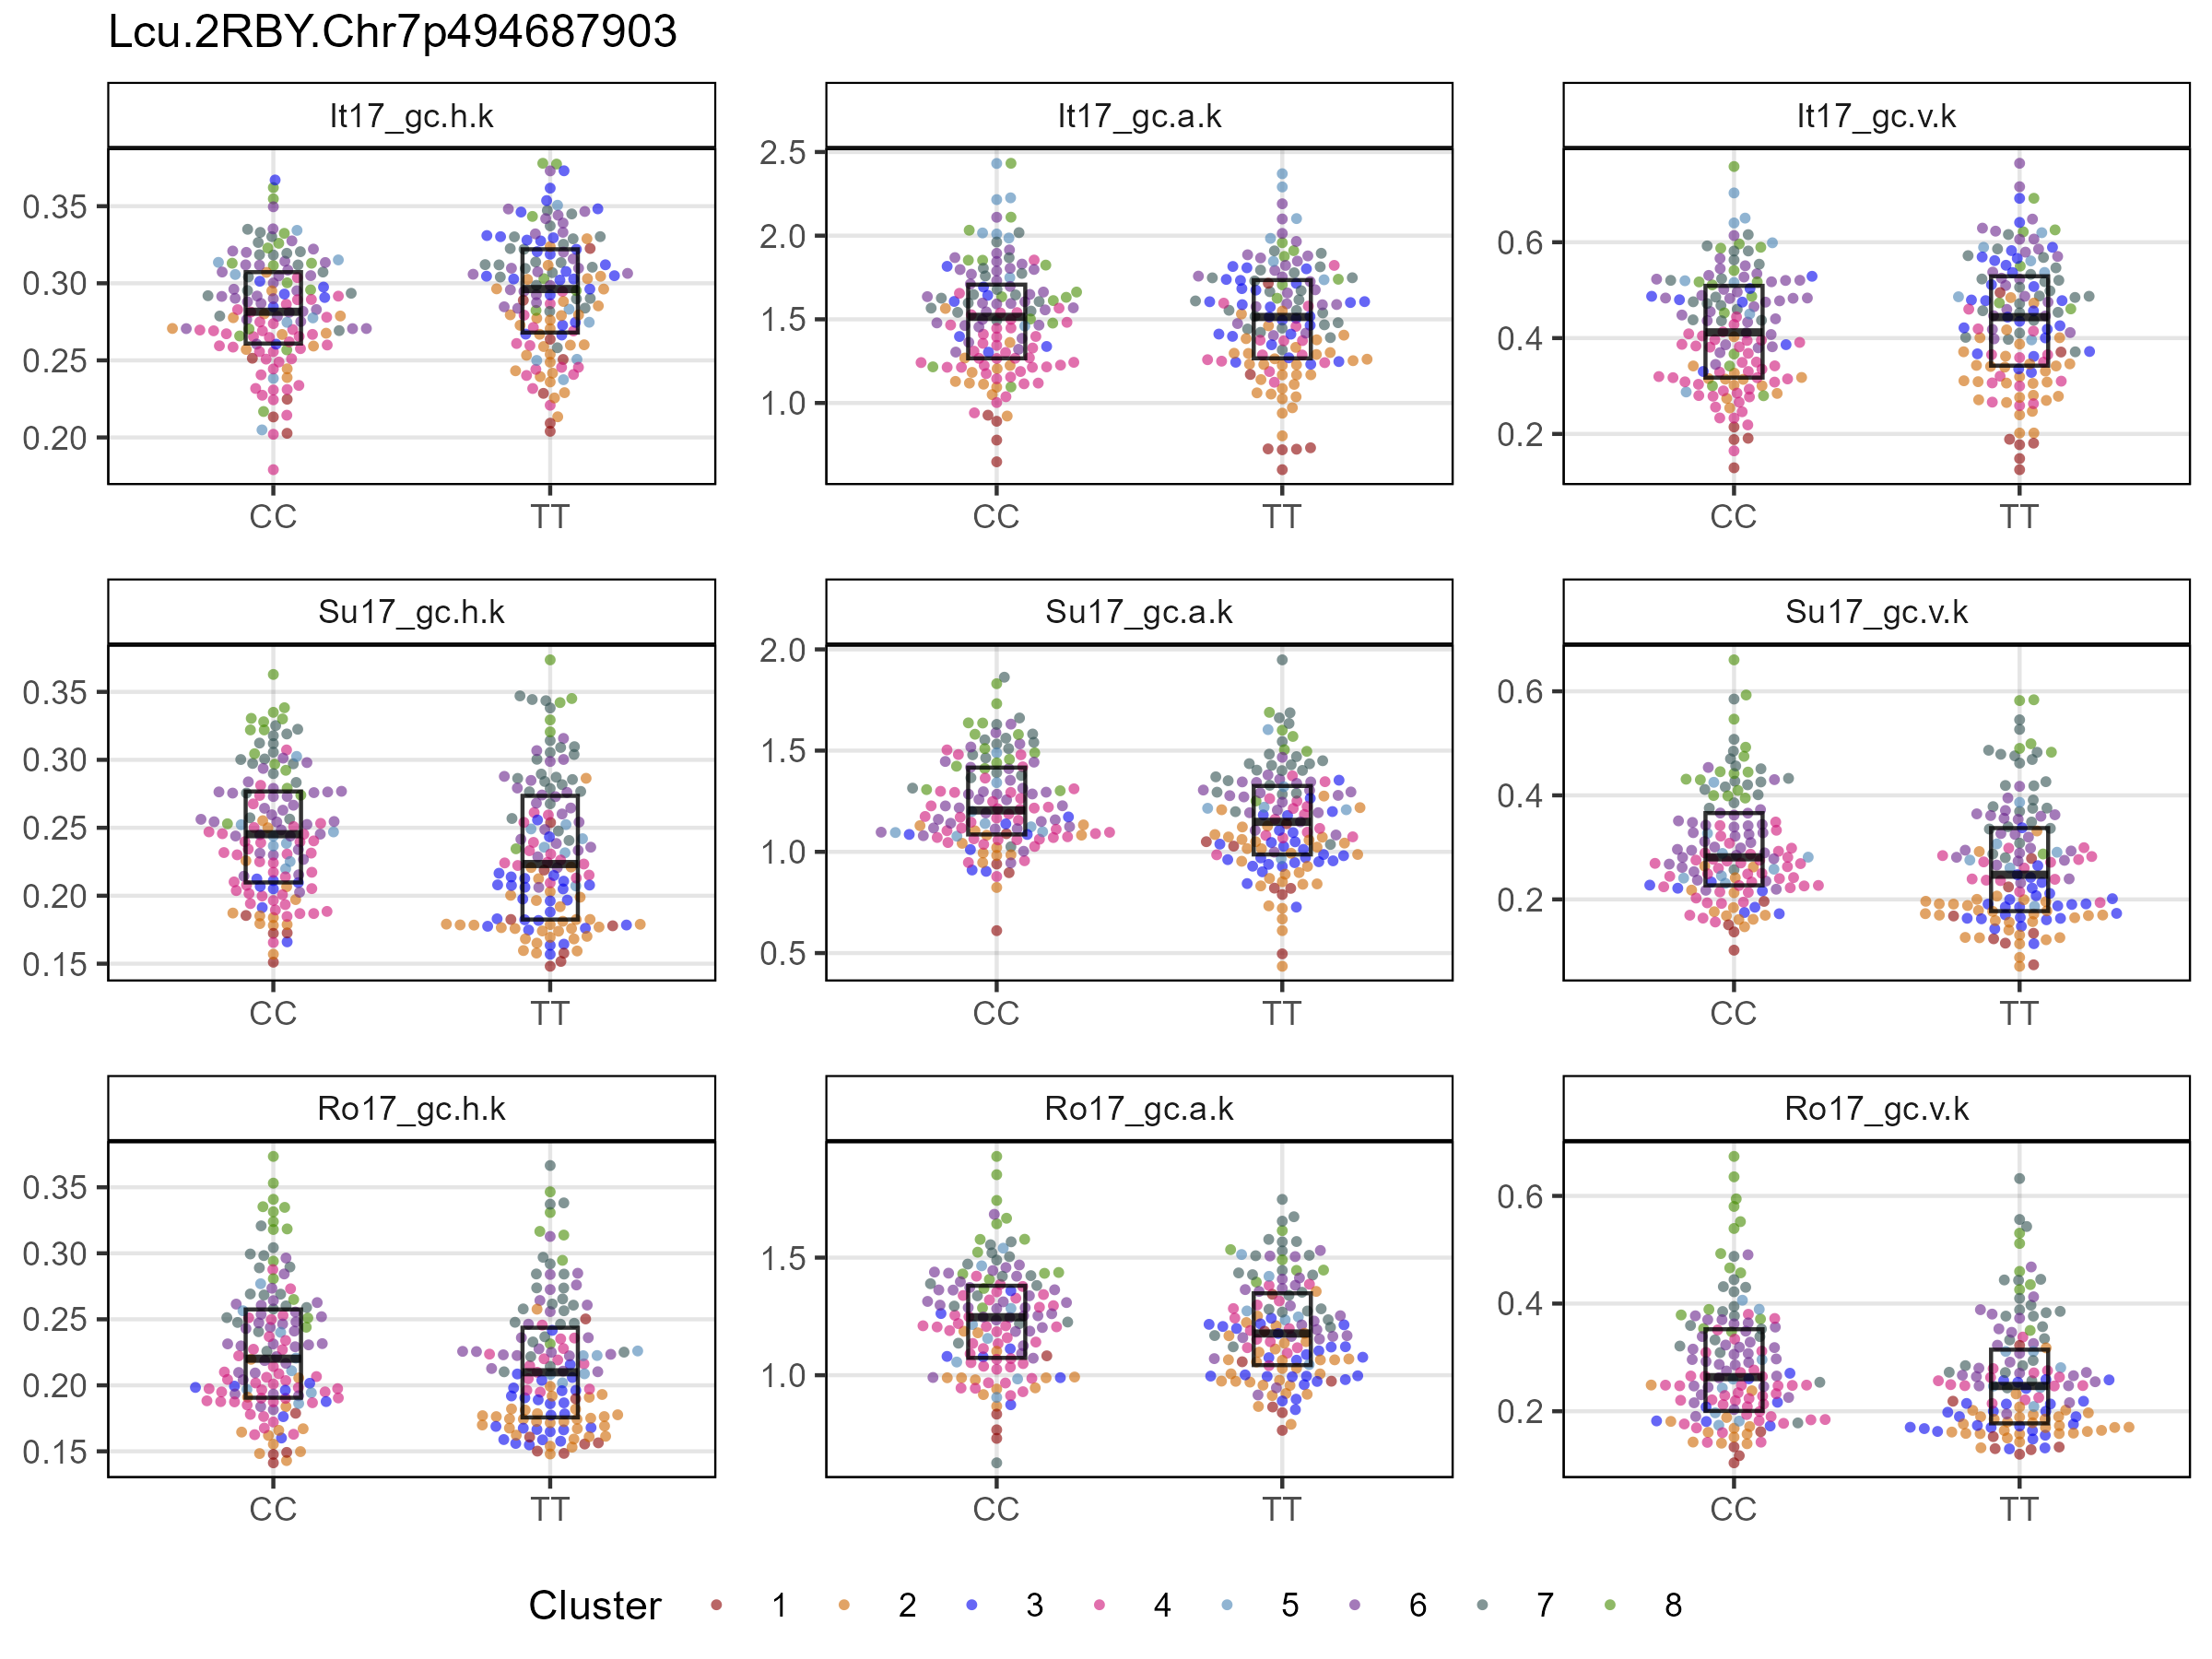 Lcu.2RBY.Chr7p494687903
It17_gc.h.k
It17_gc.a.k
It17_gc.v.k
0.35
0.30
0.25
0.20
CC
TT
2.5
2.0
1.5
1.0
CC
TT
0.6
0.4
0.2
CC
TT
Su17_gc.h.k
Su17_gc.a.k
Su17_gc.v.k
0.35
0.30
0.25
0.20
0.15
CC
TT
2.0
1.5
1.0
0.5
CC
TT
0.6
0.4
0.2
CC
TT
Ro17_gc.h.k
Ro17_gc.a.k
Ro17_gc.v.k
0.35
0.30
0.25
0.20
0.15
CC
TT
1.5
1.0
CC
TT
0.6
0.4
0.2
CC
TT
Cluster 1 2 3 4 5 6 7 8